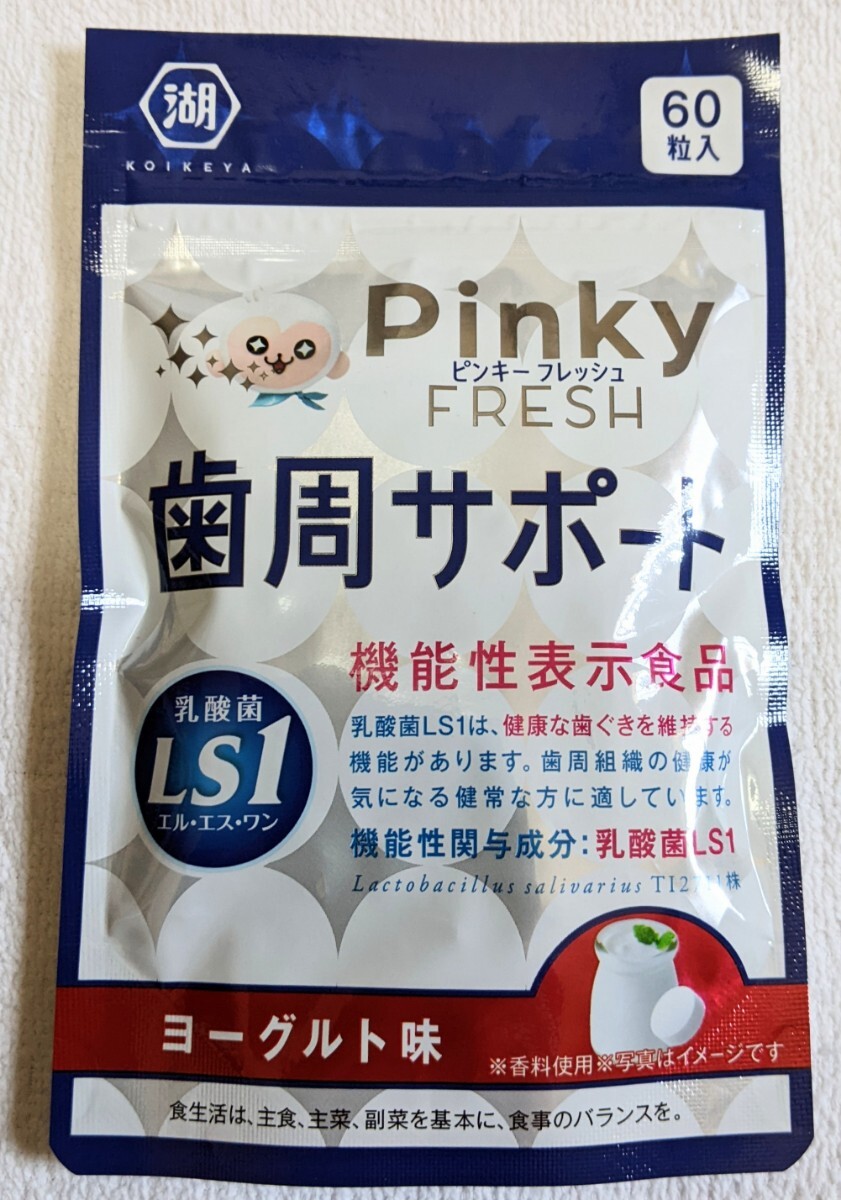 湖
KOIKEYA
60
粒入
Pinky
ピンキー フレッシュ
FRESH
歯周サポート
機能性表示食品
乳酸菌
LS1
エル・エス・ワン
乳酸菌LS1は、健康な歯ぐきを維持する
機能があります。歯周組織の健康が
気になる健常な方に適しています。
機能性関与成分:乳酸菌LS1
Lactobacillus salivarius TI2711株
ヨーグルト味
※香料使用※写真はイメージです
食生活は、主食、主菜、副菜を基本に、食事のバランスを。